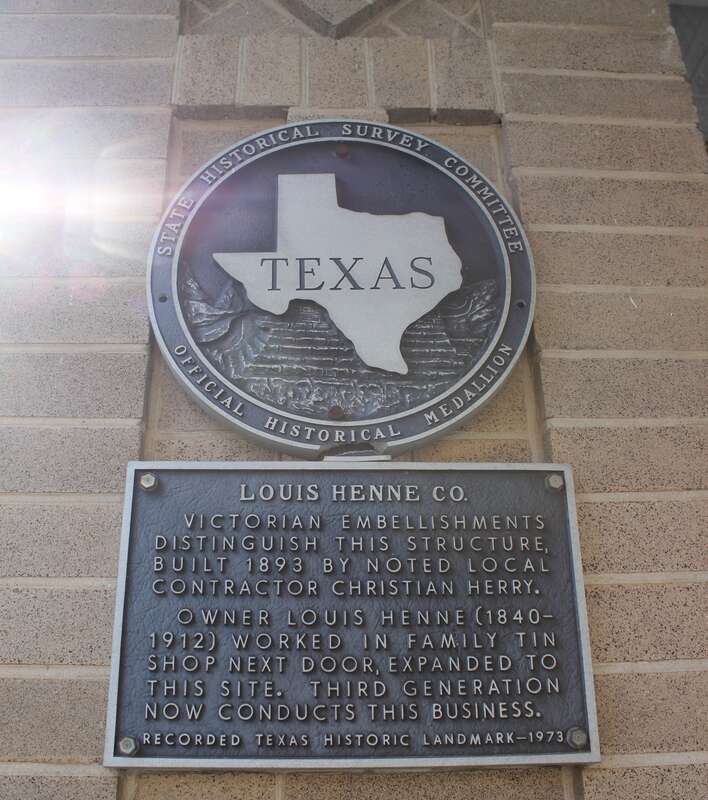 STATE HISTORICAL SURVEY COMMITTEE
TEXAS
OFFICIAL HISTORICAL MEDALLION
LOUIS HENNE CO.
VICTORIAN EMBELLISHMENTS
DISTINGUISH THIS STRUCTURE,
BUILT 1893 BY NOTED LOCAL
CONTRACTOR CHRISTIAN HERRY.
OWNER LOUIS HENNE (1840–
1912) WORKED IN FAMILY TIN
SHOP NEXT DOOR, EXPANDED TO
THIS SITE. THIRD GENERATION
NOW CONDUCTS THIS BUSINESS.
RECORDED TEXAS HISTORIC LANDMARK–1973